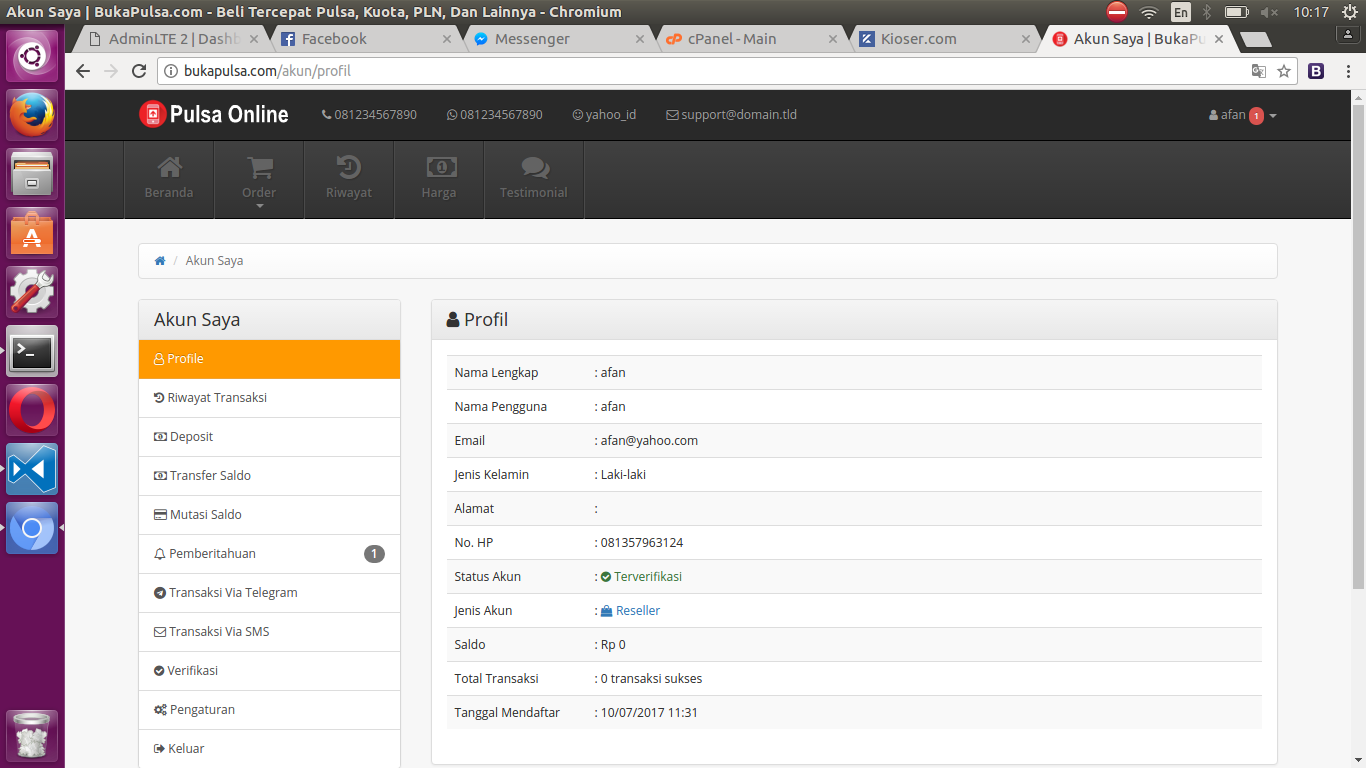 Akun Saya | BukaPulsa.com - Beli Tercepat Pulsa, Kuota, PLN, Dan Lainnya - Chromium
En
10:17
AdminLTE 2 | Dashb
Facebook
Messenger
cPanel - Main
Kioser.com
Akun Saya | BukaPu
bukapulsa.com/akun/profil
Pulsa Online
081234567890
081234567890
yahoo_id
support@domain.tld
afan 1
Beranda
Order
Riwayat
Harga
Testimonial
/ Akun Saya
Akun Saya
Profile
Riwayat Transaksi
Deposit
Transfer Saldo
Mutasi Saldo
Pemberitahuan 1
Transaksi Via Telegram
Transaksi Via SMS
Verifikasi
Pengaturan
Keluar
Profil
Nama Lengkap : afan
Nama Pengguna : afan
Email : afan@yahoo.com
Jenis Kelamin : Laki-laki
Alamat :
No. HP : 081357963124
Status Akun : Terverifikasi
Jenis Akun : Reseller
Saldo : Rp 0
Total Transaksi : 0 transaksi sukses
Tanggal Mendaftar : 10/07/2017 11:31